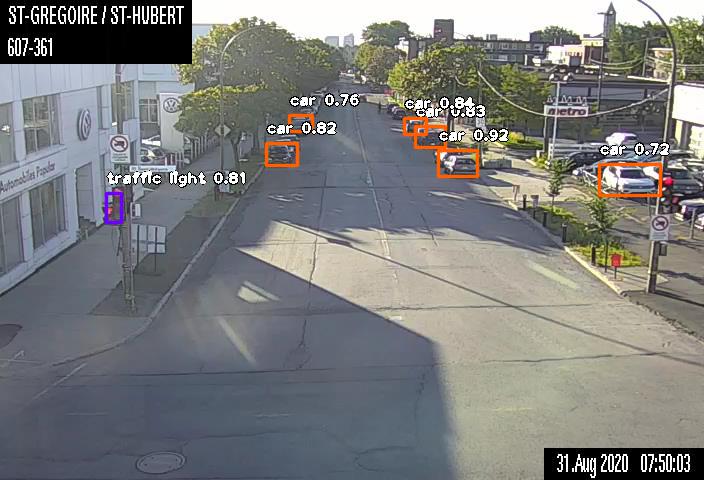 ST-GREGOIRE / ST-HUBERT
607-361
car 0.76
car 0.84
car 0.83
car 0.82
car 0.92
car 0.72
metro
Automobiles Popular
traffic light 0.81
31.Aug 2020 07:50:03